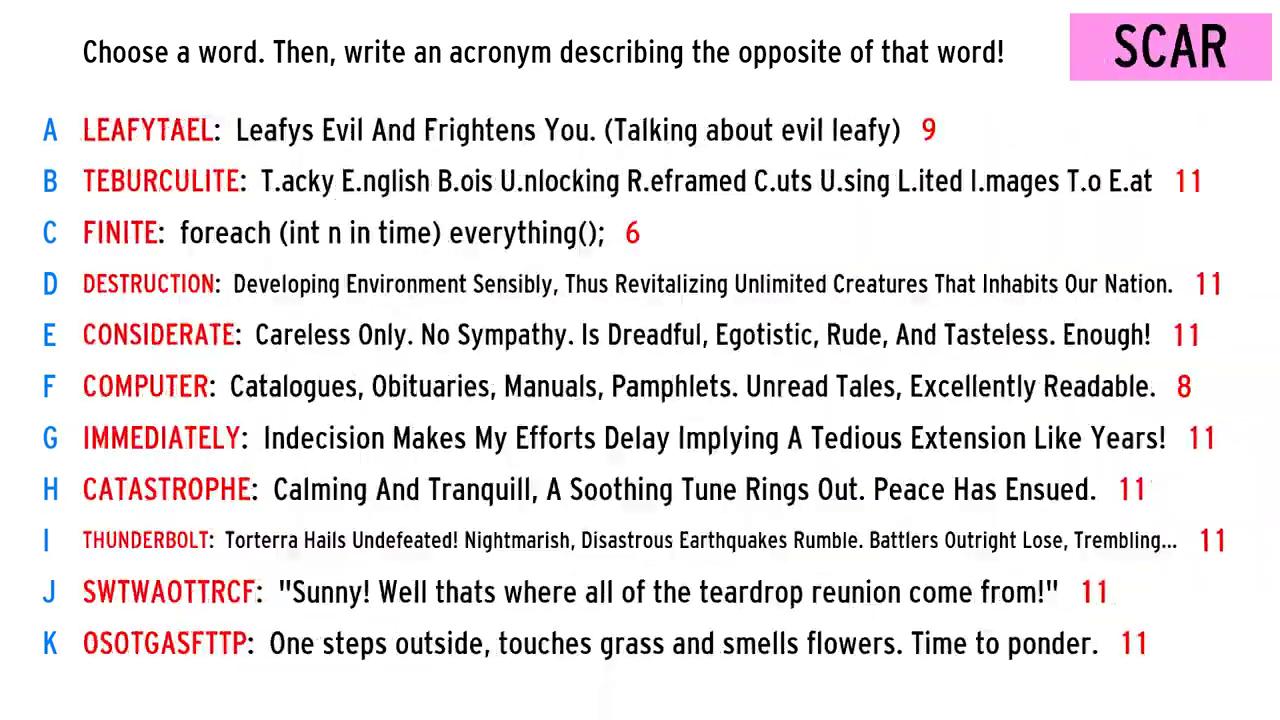 Choose a word. Then, write an acronym describing the opposite of that word!
SCAR
A LEAFYTAEL: Leafys Evil And Frightens You. (Talking about evil leafy) 9
B TEBURCULITE: T.acky E.nglish B.ois U.nlocking R.eframed C.uts U.sing L.ited I.mages T.o E.at 11
C FINITE: foreach (int n in time) everything(); 6
D DESTRUCTION: Developing Environment Sensibly, Thus Revitalizing Unlimited Creatures That Inhabits Our Nation. 11
E CONSIDERATE: Careless Only. No Sympathy. Is Dreadful, Egotistic, Rude, And Tasteless. Enough! 11
F COMPUTER: Catalogues, Obituaries, Manuals, Pamphlets. Unread Tales, Excellently Readable. 8
G IMMEDIATELY: Indecision Makes My Efforts Delay Implying A Tedious Extension Like Years! 11
H CATASTROPHE: Calming And Tranquill, A Soothing Tune Rings Out. Peace Has Ensued. 11
I THUNDERBOLT: Torterra Hails Undefeated! Nightmarish, Disastrous Earthquakes Rumble. Battlers Outright Lose, Trembling... 11
J SWTWAOTTRCF: "Sunny! Well thats where all of the teardrop reunion come from!" 11
K OSOTGASFTTP: One steps outside, touches grass and smells flowers. Time to ponder. 11